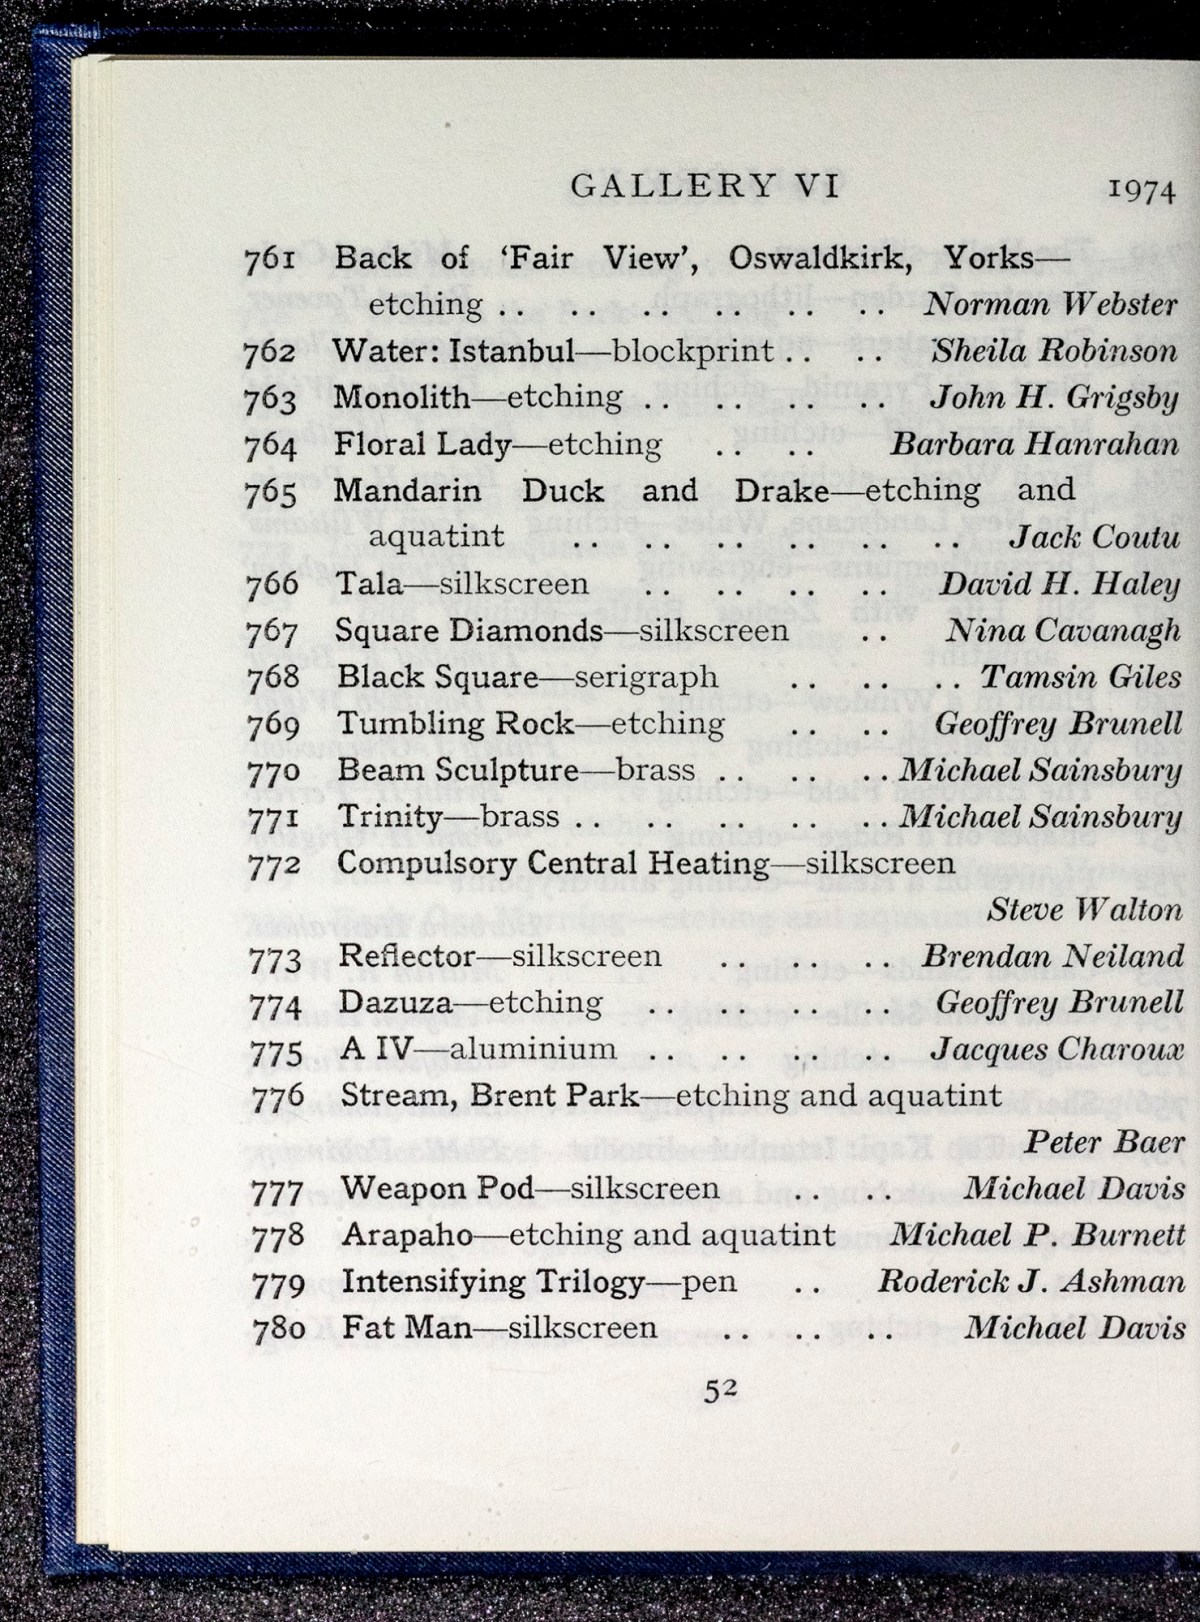 GALLERY VI 1974
761 Back of ‘Fair View’, Oswaldkirk, Yorks—
etching .. .. .. .. .. .. Norman Webster
762 Water: Istanbul—blockprint .. .. Sheila Robinson
763 Monolith—etching .. .. .. .. John H. Grigsby
764 Floral Lady—etching .. .. Barbara Hanrahan
765 Mandarin Duck and Drake—etching and
aquatint .. .. .. .. .. .. Jack Coutu
766 Tala—silkscreen .. .. .. .. David H. Haley
767 Square Diamonds—silkscreen .. Nina Cavanagh
768 Black Square—serigraph .. .. .. Tamsin Giles
769 Tumbling Rock—etching .. .. Geoffrey Brunell
770 Beam Sculpture—brass .. .. .. Michael Sainsbury
771 Trinity—brass .. .. .. .. .. Michael Sainsbury
772 Compulsory Central Heating—silkscreen
Steve Walton
773 Reflector—silkscreen .. .. .. Brendan Neiland
774 Dazuza—etching .. .. .. .. Geoffrey Brunell
775 A IV—aluminium .. .. .. .. Jacques Charoux
776 Stream, Brent Park—etching and aquatint
Peter Baer
777 Weapon Pod—silkscreen .. .. Michael Davis
778 Arapaho—etching and aquatint Michael P. Burnett
779 Intensifying Trilogy—pen .. Roderick J. Ashman
780 Fat Man—silkscreen .. .. .. Michael Davis
52